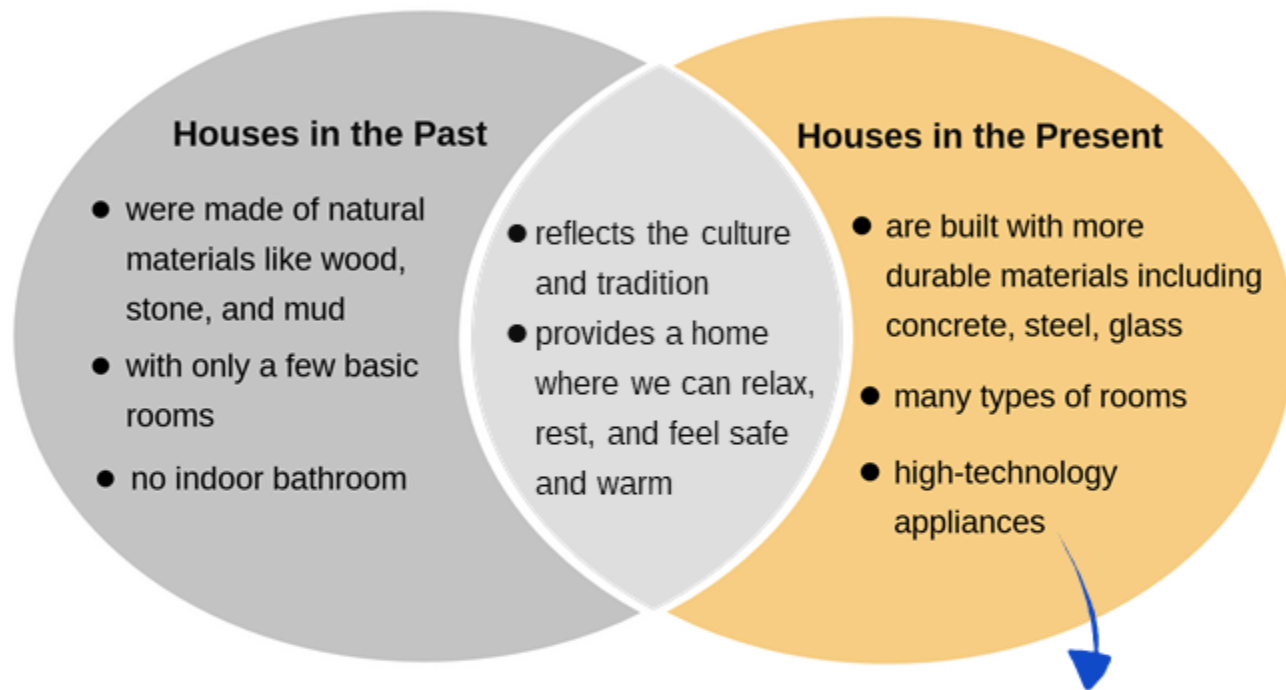 Houses in the Past
● were made of natural
materials like wood,
stone, and mud
● with only a few basic
rooms
● no indoor bathroom
● reflects the culture
and tradition
● provides a home
where we can relax,
rest, and feel safe
and warm
Houses in the Present
● are built with more
durable materials including
concrete, steel, glass
● many types of rooms
● high-technology
appliances